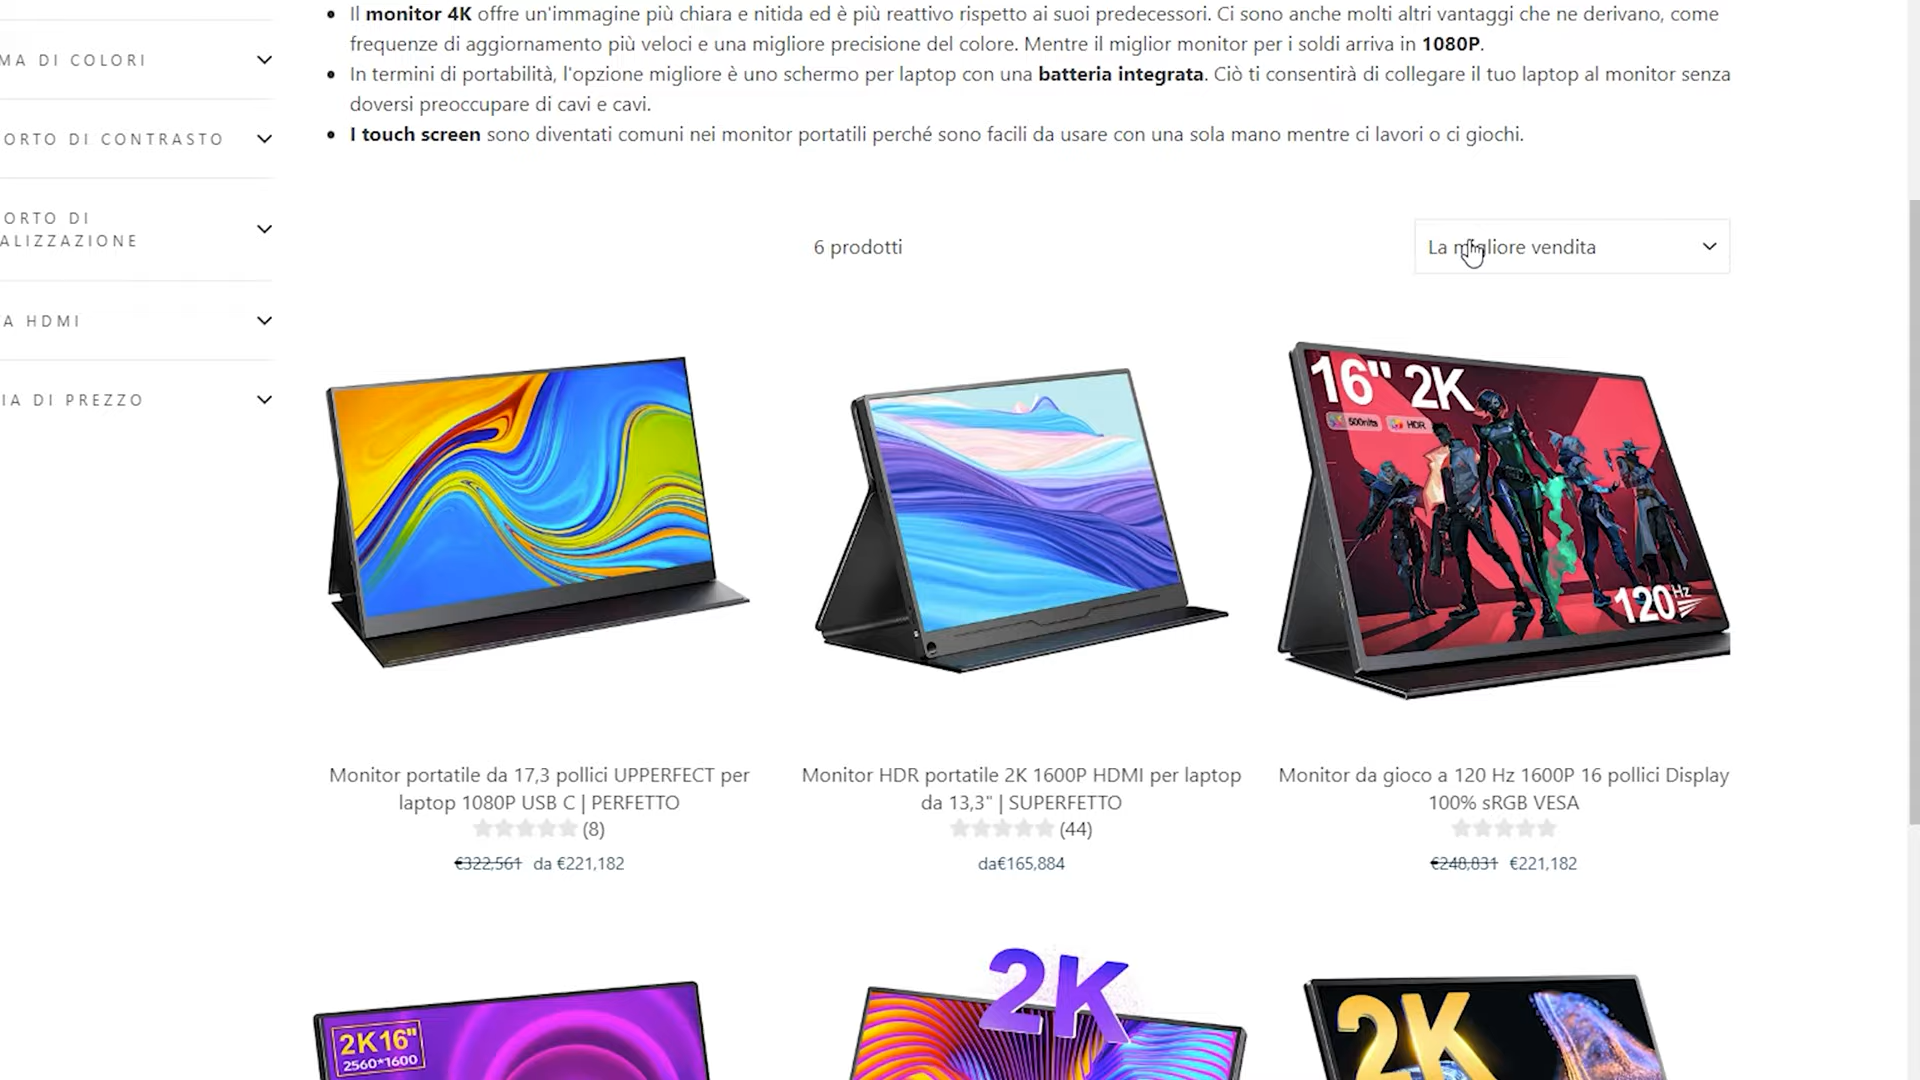 Il monitor 4K offre un'immagine più chiara e nitida ed è più reattivo rispetto ai suoi predecessori. Ci sono anche molti altri vantaggi che ne derivano, come
frequenze di aggiornamento più veloci e una migliore precisione del colore. Mentre il miglior monitor per i soldi arriva in 1080P.
In termini di portabilità, l'opzione migliore è uno schermo per laptop con una batteria integrata. Ciò ti consentirà di collegare il tuo laptop al monitor senza
doversi preoccupare di cavi e cavi.
I touch screen sono diventati comuni nei monitor portatili perché sono facili da usare con una sola mano mentre ci lavori o ci giochi.
MA DI COLORI
ORTO DI CONTRASTO
ORTO DI
ALIZZAZIONE
A HDMI
IA DI PREZZO
6 prodotti
La migliore vendita
16" 2K
500nits
HDR
120Hz
Monitor portatile da 17,3 pollici UPPERFECT per
laptop 1080P USB C | PERFETTO
(8)
€322,561 da €221,182
Monitor HDR portatile 2K 1600P HDMI per laptop
da 13,3" | SUPERFETTO
(44)
da€165,884
Monitor da gioco a 120 Hz 1600P 16 pollici Display
100% sRGB VESA
€248,831 €221,182
2K16"
2560*1600
2K
2K